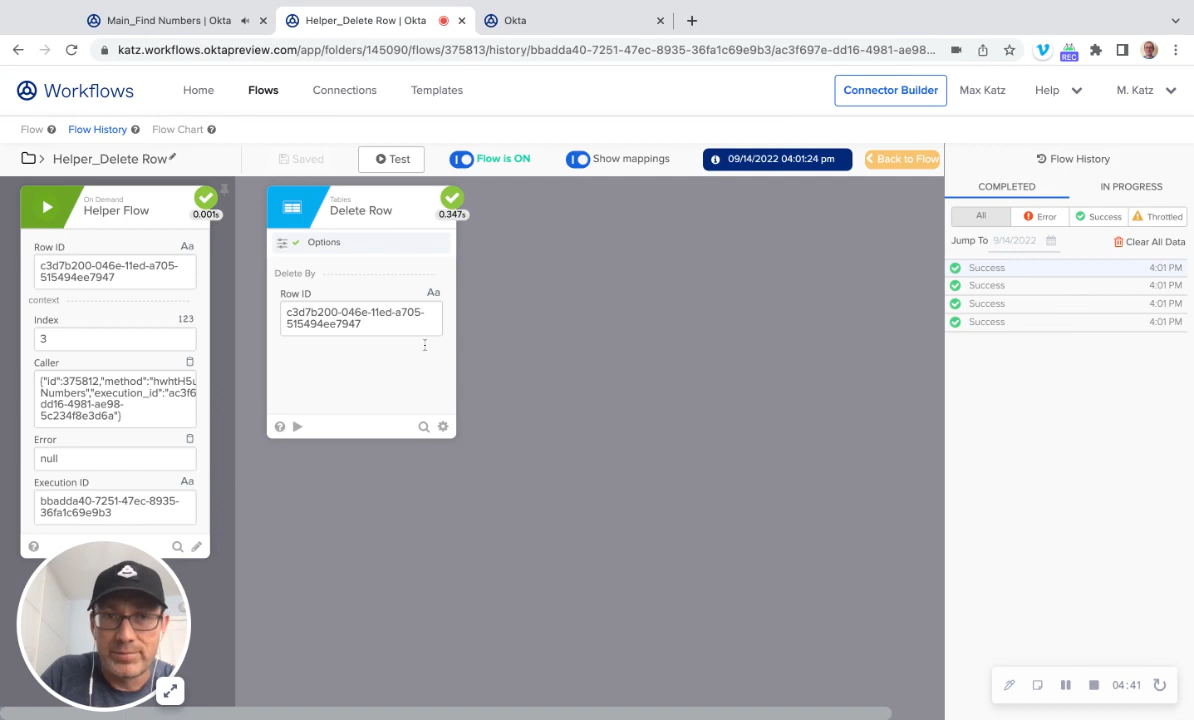 Main_Find Numbers | Okta
Helper_Delete Row | Okta
Okta
katz.workflows.oktapreview.com/app/folders/145090/flows/375813/history/bbadda40-7251-47ec-8935-36fa1c69e9b3/ac3f697e-dd16-4981-ae98-...
REC
Workflows
Home
Flows
Connections
Templates
Connector Builder
Max Katz
Help
M. Katz
Flow
Flow History
Flow Chart
Helper_Delete Row
Saved
Test
Flow is ON
Show mappings
09/14/2022 04:01:24 pm
Back to Flow
Flow History
COMPLETED
IN PROGRESS
All
Error
Success
Throttled
Jump To
9/14/2022
Clear All Data
Success 4:01 PM
Success 4:01 PM
Success 4:01 PM
Success 4:01 PM
On Demand
Helper Flow
0.001s
Row ID
Aa
c3d7b200-046e-11ed-a705-
515494ee7947
context
Index
123
3
Caller
{"id":375812,"method":"hwhtH5u
Numbers","execution_id":"ac3f6
dd16-4981-ae98-
5c234f8e3d6a"}
Error
null
Execution ID
Aa
bbadda40-7251-47ec-8935-
36fa1c69e9b3
Tables
Delete Row
0.347s
Options
Delete By
Row ID
Aa
c3d7b200-046e-11ed-a705-
515494ee7947
04:41